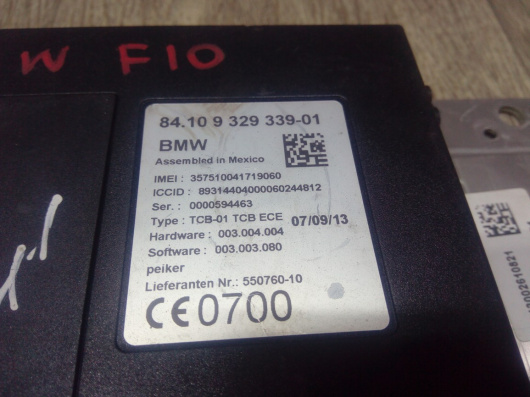 W F10
84.10 9 329 339-01
BMW
Assembled in Mexico
IMEI : 357510041719060
ICCID : 89314404000060244812
Ser. : 0000594463
Type : TCB-01 TCB ECE 07/09/13
Hardware : 003.004.004
Software : 003.003.080
peiker
Lieferanten Nr.: 550760-10
CE0700